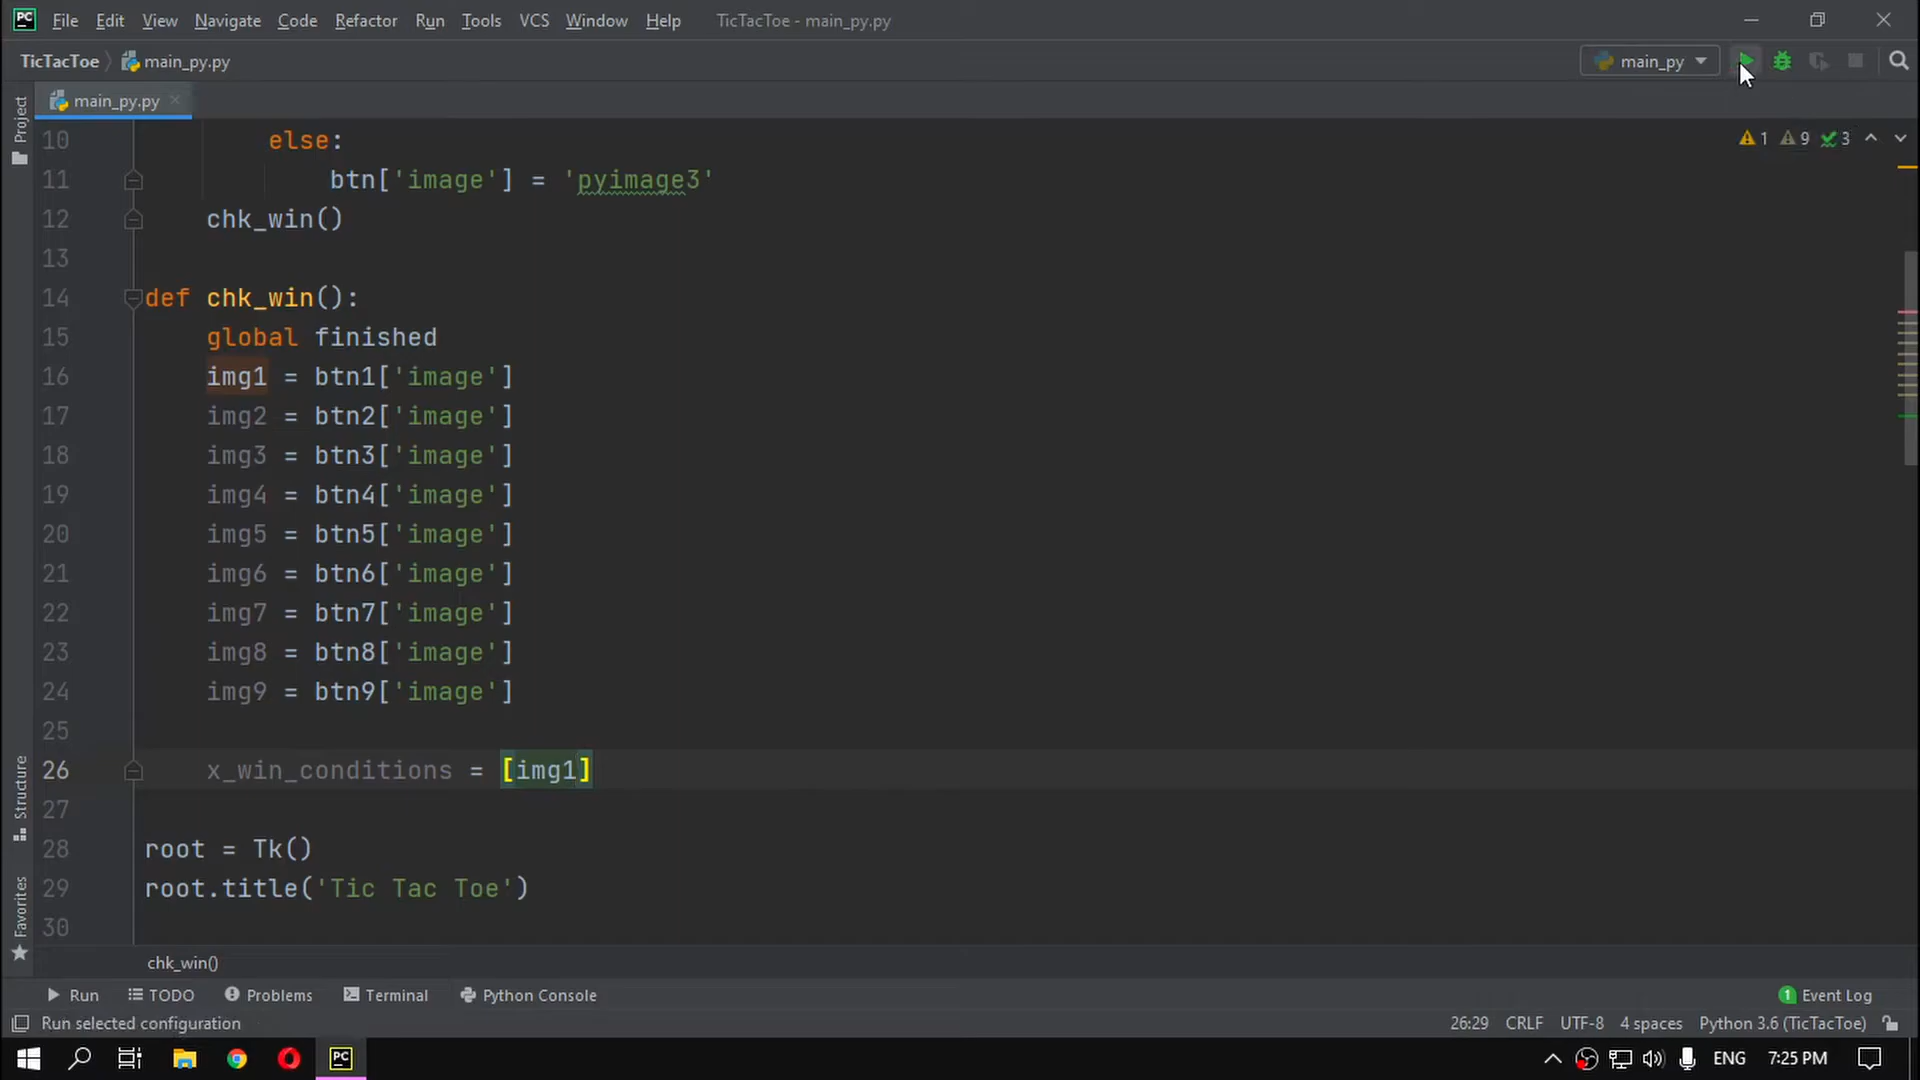 PC File Edit View Navigate Code Refactor Run Tools VCS Window Help TicTacToe - main_py.py
TicTacToe main_py.py main_py
Project
main_py.py
1 9 3
10 else:
11 btn['image'] = 'pyimage3'
12 chk_win()
13
14 def chk_win():
15 global finished
16 img1 = btn1['image']
17 img2 = btn2['image']
18 img3 = btn3['image']
19 img4 = btn4['image']
20 img5 = btn5['image']
21 img6 = btn6['image']
22 img7 = btn7['image']
23 img8 = btn8['image']
24 img9 = btn9['image']
25
26 x_win_conditions = [img1]
27
28 root = Tk()
29 root.title('Tic Tac Toe')
30
Structure
Favorites
chk_win()
Run TODO Problems Terminal Python Console 1 Event Log
Run selected configuration 26:29 CRLF UTF-8 4 spaces Python 3.6 (TicTacToe)
PC ENG 7:25 PM